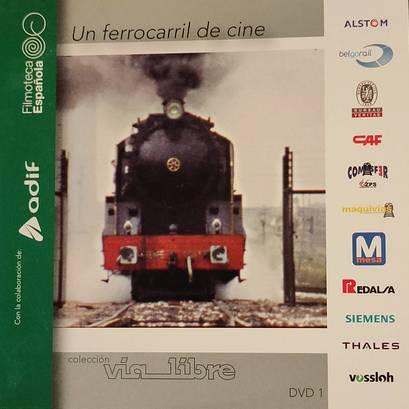 Un ferrocarril de cine
Filmoteca
Española
adif
Con la colaboración de:
colección
vía libre
DVD 1
ALSTOM
belgorail
BUREAU
VERITAS
CAF
COMSFER
maquivias
M
mesa
REDALSA
SIEMENS
THALES
vossloh